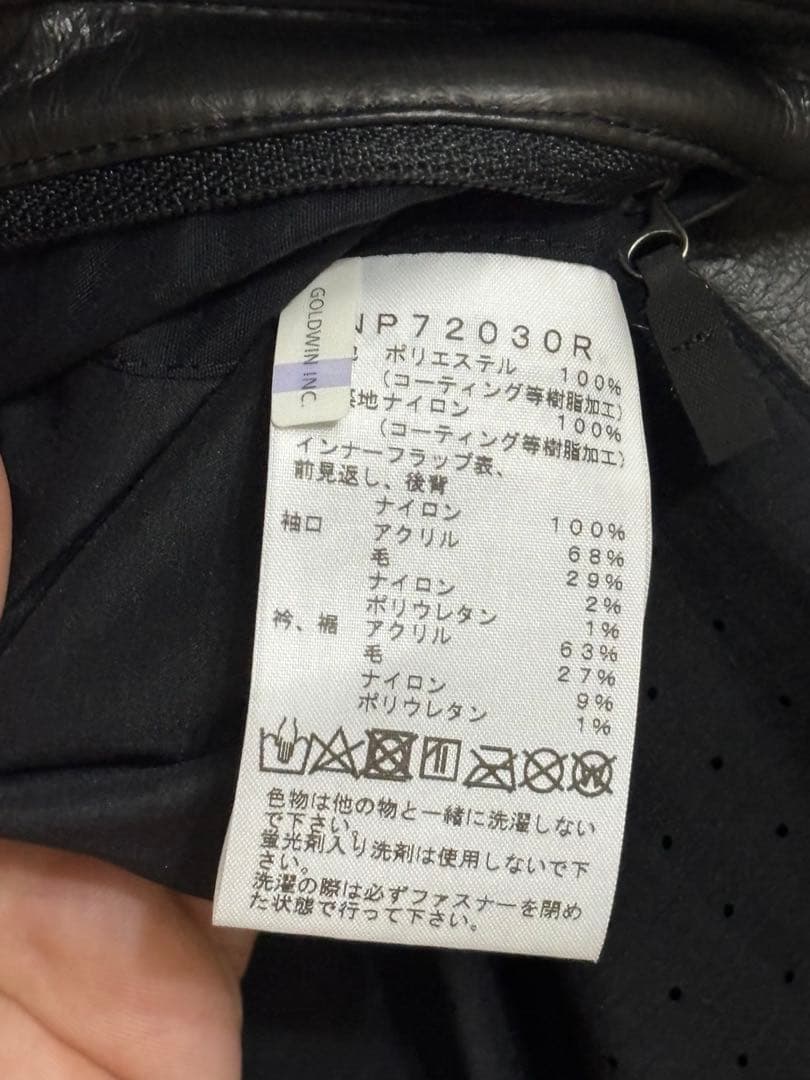 GOLDWIN INC.
NP72030R
ポリエステル 100%
(コーティング等樹脂加工)
地ナイロン 100%
(コーティング等樹脂加工)
インナーフラップ表、
前見返し、後背
ナイロン 100%
袖口 アクリル 68%
毛 29%
ナイロン 2%
ポリウレタン 1%
衿、裾 アクリル 63%
毛 27%
ナイロン 9%
ポリウレタン 1%
色物は他の物と一緒に洗濯しない
で下さい。
蛍光剤入り洗剤は使用しないで下
さい。
洗濯の際は必ずファスナーを閉め
た状態で行って下さい。